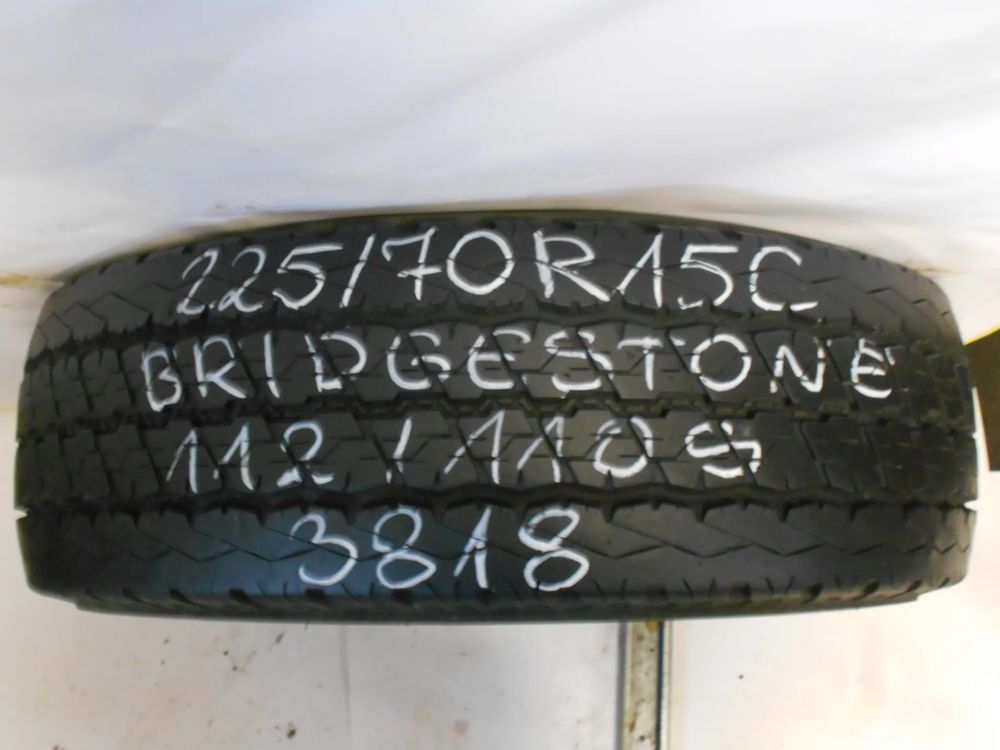 225/70R15C
BRIDGESTONE
112/110S
3818